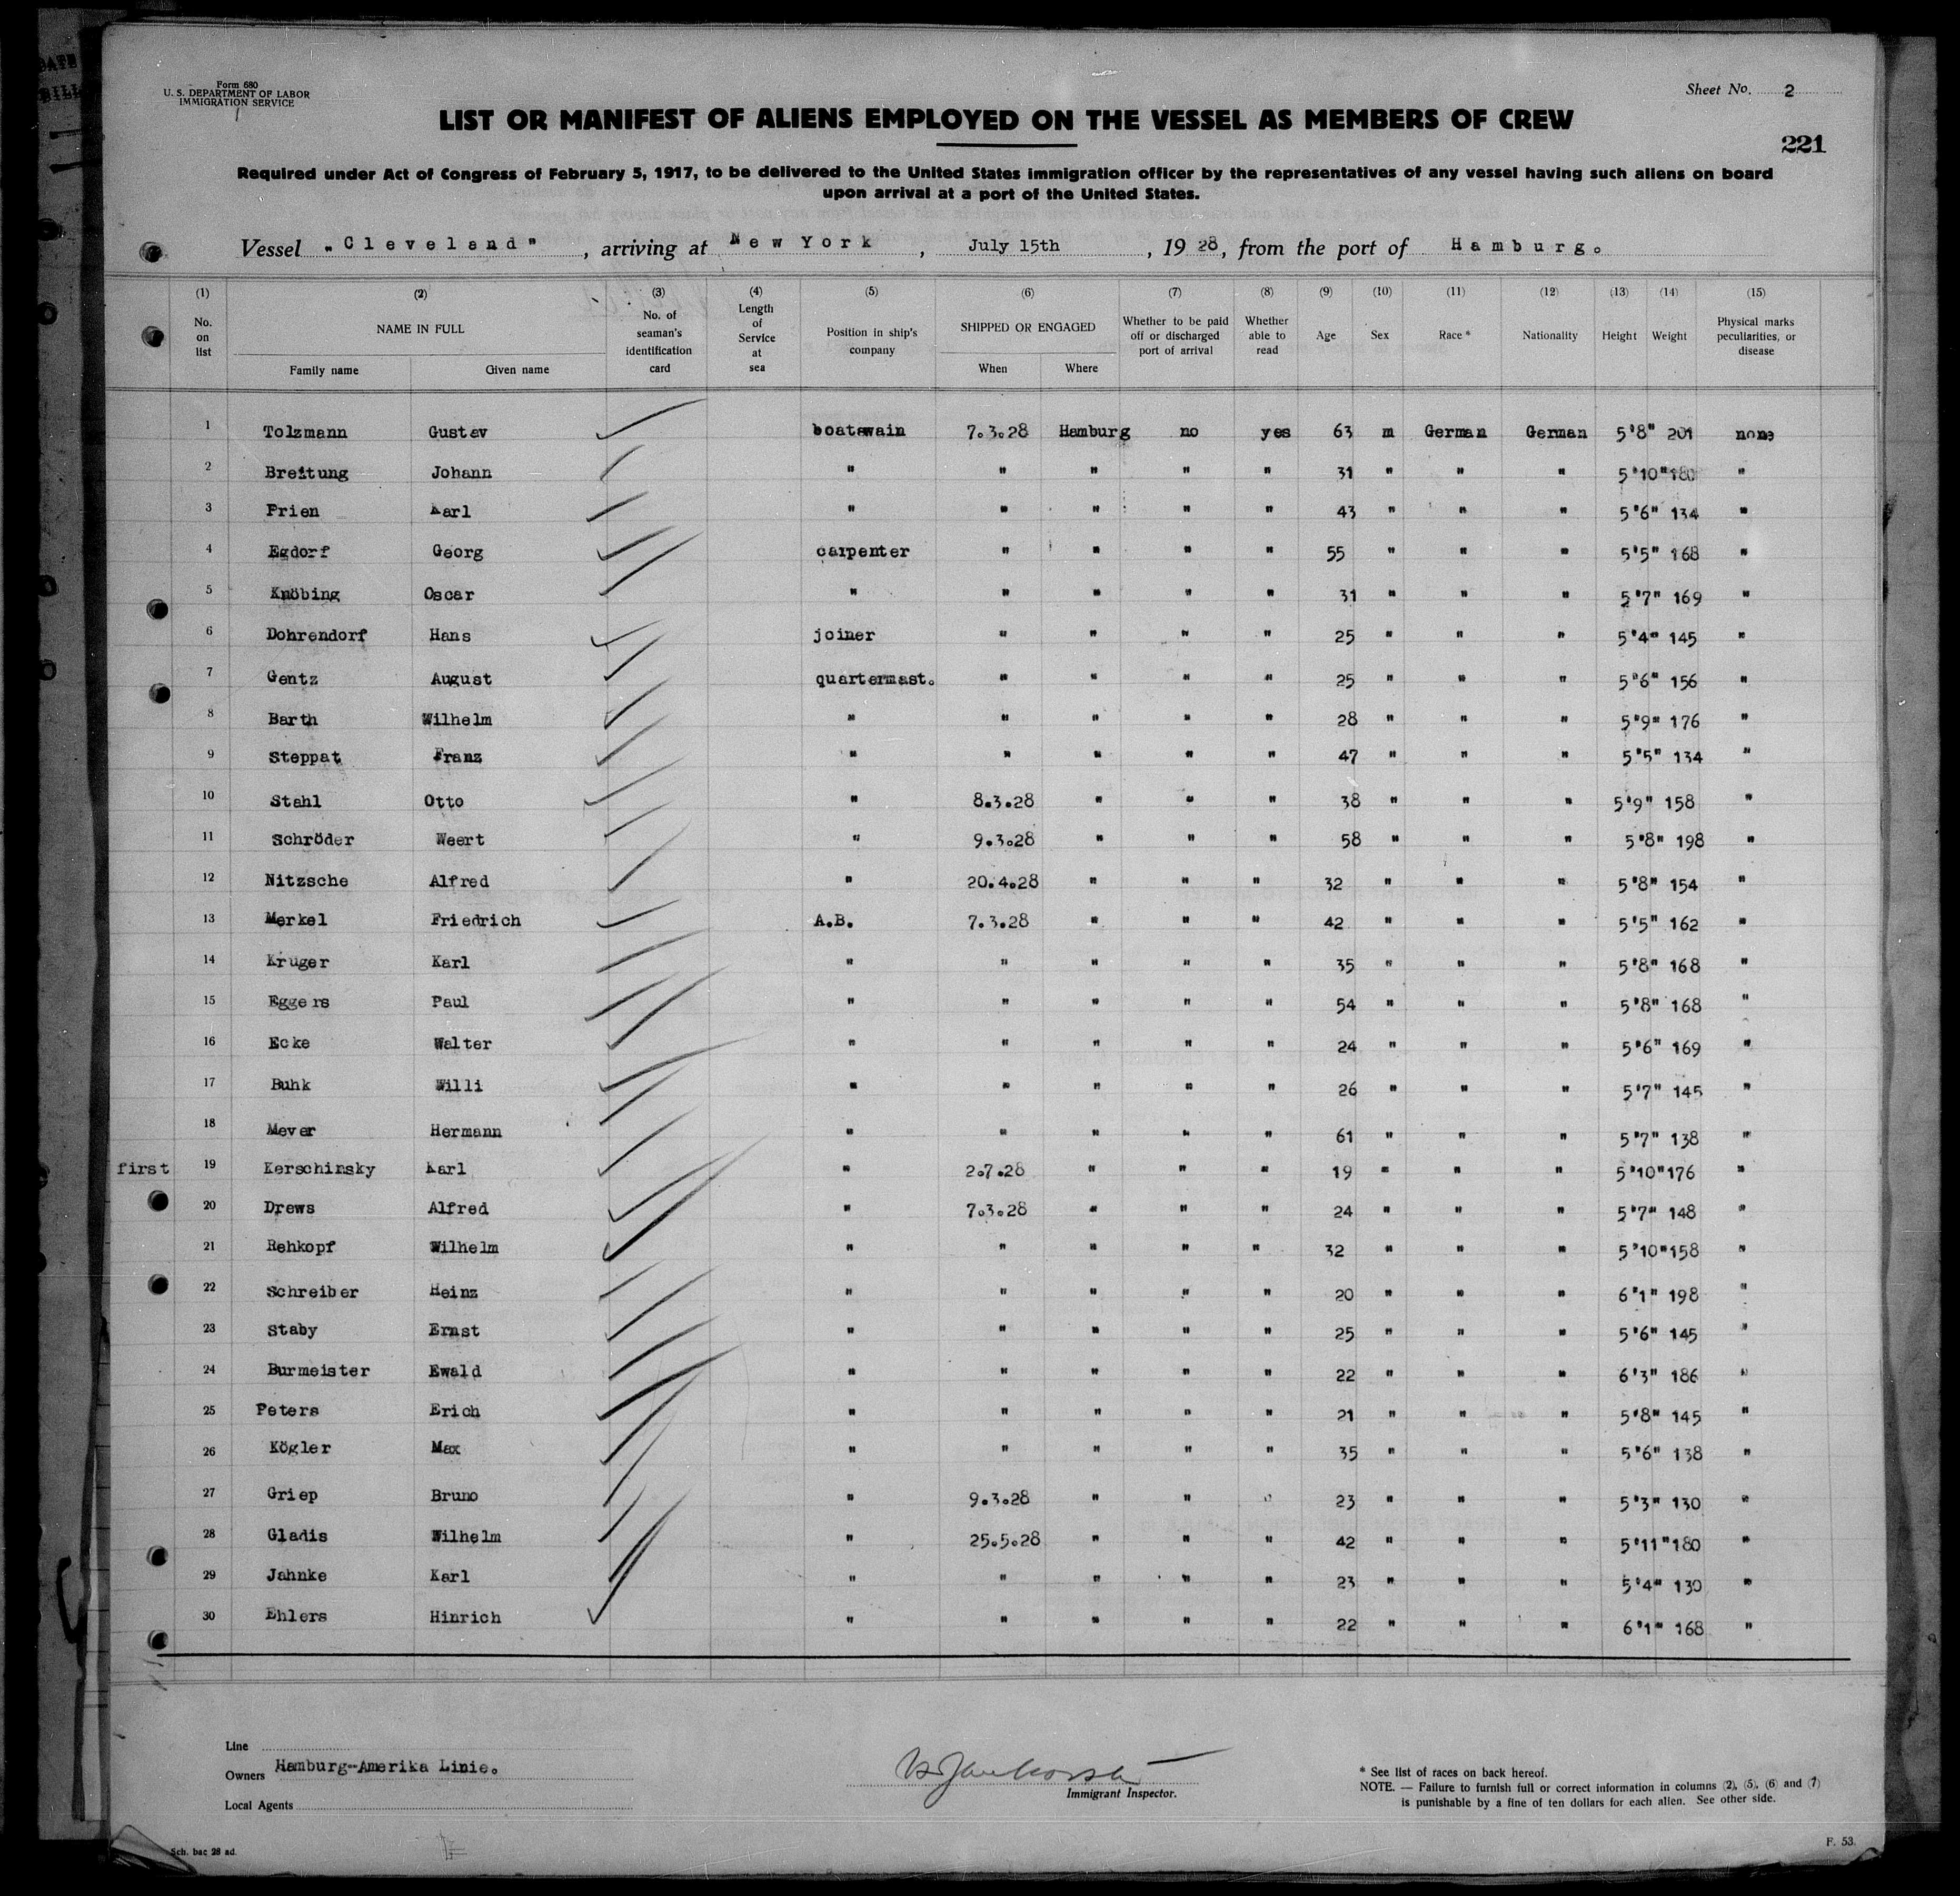 Form 680
U. S. DEPARTMENT OF LABOR
IMMIGRATION SERVICE
Sheet No. 2
LIST OR MANIFEST OF ALIENS EMPLOYED ON THE VESSEL AS MEMBERS OF CREW
221
Required under Act of Congress of February 5, 1917, to be delivered to the United States immigration officer by the representatives of any vessel having such aliens on board
upon arrival at a port of the United States.
Vessel "Cleveland", arriving at New York, July 15th, 1928, from the port of Hamburg.
(1) No. on list (2) NAME IN FULL Family name Given name (3) No. of seaman's identification card (4) Length of Service at sea (5) Position in ship's company (6) SHIPPED OR ENGAGED When Where (7) Whether to be paid off or discharged port of arrival (8) Whether able to read (9) Age (10) Sex (11) Race * (12) Nationality (13) Height (14) Weight (15) Physical marks peculiarities, or disease
1 Tolzmann Gustav boatswain 7.3.28 Hamburg no yes 63 m German German 5'8" 201 none
2 Breitung Johann " " " " " 31 " " " 5'10" 180 "
3 Prien Karl " " " " " 43 " " " 5'6" 134 "
4 Egdorf Georg carpenter " " " " 55 " " " 5'5" 168 "
5 Knöbing Oscar " " " " " 31 " " " 5'7" 169 "
6 Dohrendorf Hans joiner " " " " 25 " " " 5'4" 145 "
7 Gentz August quartermast. " " " " 25 " " " 5'6" 156 "
8 Barth Wilhelm " " " " " 28 " " " 5'9" 176 "
9 Steppat Franz " " " " " 47 " " " 5'5" 134 "
10 Stahl Otto " 8.3.28 " " " 38 " " " 5'9" 158 "
11 Schröder Weert " 9.3.28 " " " 58 " " " 5'8" 198 "
12 Nitzsche Alfred " 20.4.28 " " " 32 " " " 5'8" 154 "
13 Merkel Friedrich A.B. 7.3.28 " " " 42 " " " 5'5" 162 "
14 Kruger Karl " " " " " 35 " " " 5'8" 168 "
15 Eggers Paul " " " " " 54 " " " 5'8" 168 "
16 Ecke Walter " " " " " 24 " " " 5'6" 169 "
17 Buhk Willi " " " " " 26 " " " 5'7" 145 "
18 Meyer Hermann " " " " " 61 " " " 5'7" 138 "
first 19 Kerschinsky Karl " 2.7.28 " " " 19 " " " 5'10" 176 "
20 Drews Alfred " 7.3.28 " " " 24 " " " 5'7" 148 "
21 Rehkopf Wilhelm " " " " " 32 " " " 5'10" 158 "
22 Schreiber Heinz " " " " " 20 " " " 6'1" 198 "
23 Staby Ernst " " " " " 25 " " " 5'6" 145 "
24 Burmeister Ewald " " " " " 22 " " " 6'3" 186 "
25 Peters Erich " " " " " 21 " " " 5'8" 145 "
26 Kögler Max " " " " " 35 " " " 5'6" 138 "
27 Griep Bruno " 9.3.28 " " " 23 " " " 5'3" 130 "
28 Gladis Wilhelm " 25.5.28 " " " 42 " " " 5'11" 180 "
29 Jahnke Karl " " " " " 23 " " " 5'4" 130 "
30 Ehlers Hinrich " " " " " 22 " " " 6'1" 168 "
Line
Owners Hamburg--Amerika Linie.
Local Agents
Immigrant Inspector.
* See list of races on back hereof.
NOTE. — Failure to furnish full or correct information in columns (2), (5), (6) and (7)
is punishable by a fine of ten dollars for each alien. See other side.
Sch. bac 28 ad.
F. 53.